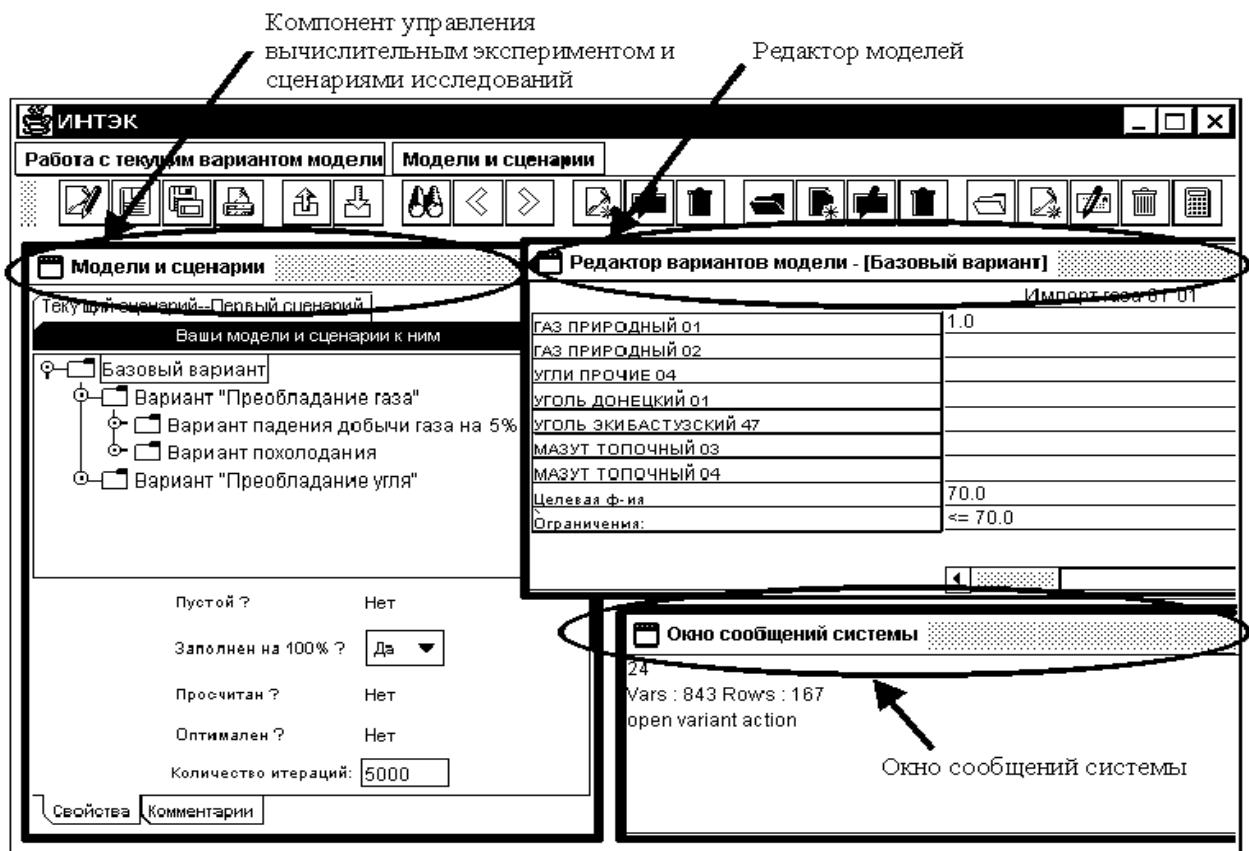 Компонент управления
вычислительным экспериментом и
сценариями исследований
Редактор моделей
ИНТЭК
Работа с текущим вариантом модели
Модели и сценарии
Модели и сценарии
Текущий сценарий--Первый сценарий
Ваши модели и сценарии к ним
Базовый вариант
Вариант "Преобладание газа"
Вариант падения добычи газа на 5%
Вариант похолодания
Вариант "Преобладание угля"
Пустой ? Нет
Заполнен на 100% ? Да
Просчитан ? Нет
Оптимален ? Нет
Количество итераций: 5000
Свойства Комментарии
Редактор вариантов модели - [Базовый вариант]
Импорт газа 01 01
ГАЗ ПРИРОДНЫЙ 01 1.0
ГАЗ ПРИРОДНЫЙ 02
УГЛИ ПРОЧИЕ 04
УГОЛЬ ДОНЕЦКИЙ 01
УГОЛЬ ЭКИБАСТУЗСКИЙ 47
МАЗУТ ТОПОЧНЫЙ 03
МАЗУТ ТОПОЧНЫЙ 04
Целевая ф-ия 70.0
Ограничения: <= 70.0
Окно сообщений системы
24
Vars : 843 Rows : 167
open variant action
Окно сообщений системы